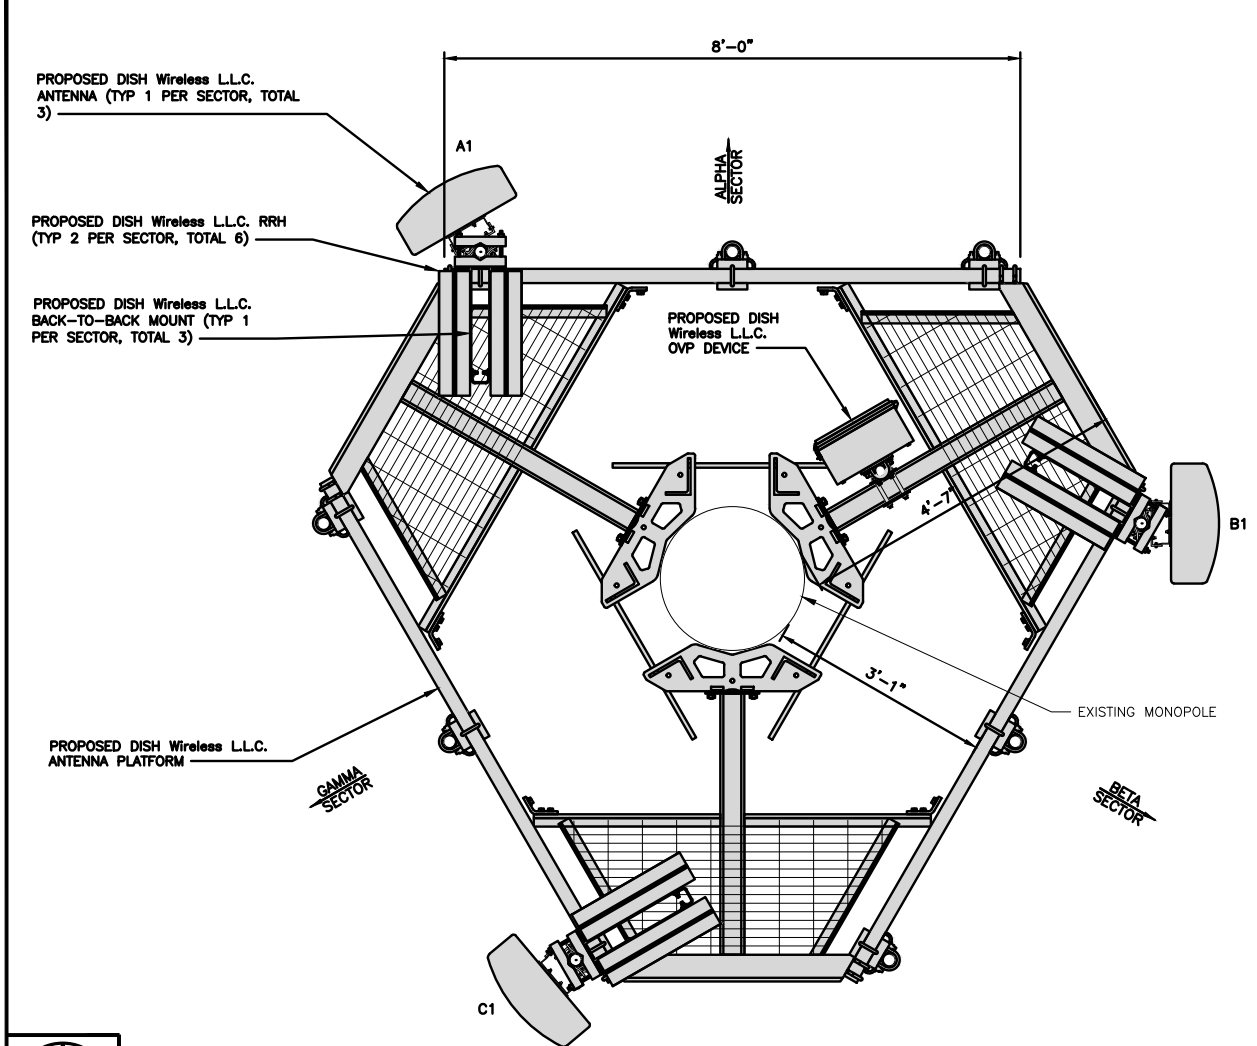 8'-0"
PROPOSED DISH Wireless L.L.C.
ANTENNA (TYP 1 PER SECTOR, TOTAL
3)
A1
ALPHA
SECTOR
PROPOSED DISH Wireless L.L.C. RRH
(TYP 2 PER SECTOR, TOTAL 6)
PROPOSED DISH Wireless L.L.C.
BACK-TO-BACK MOUNT (TYP 1
PER SECTOR, TOTAL 3)
PROPOSED DISH
Wireless L.L.C.
OVP DEVICE
4'-7"
B1
3'-1"
EXISTING MONOPOLE
PROPOSED DISH Wireless L.L.C.
ANTENNA PLATFORM
GAMMA
SECTOR
BETA
SECTOR
C1